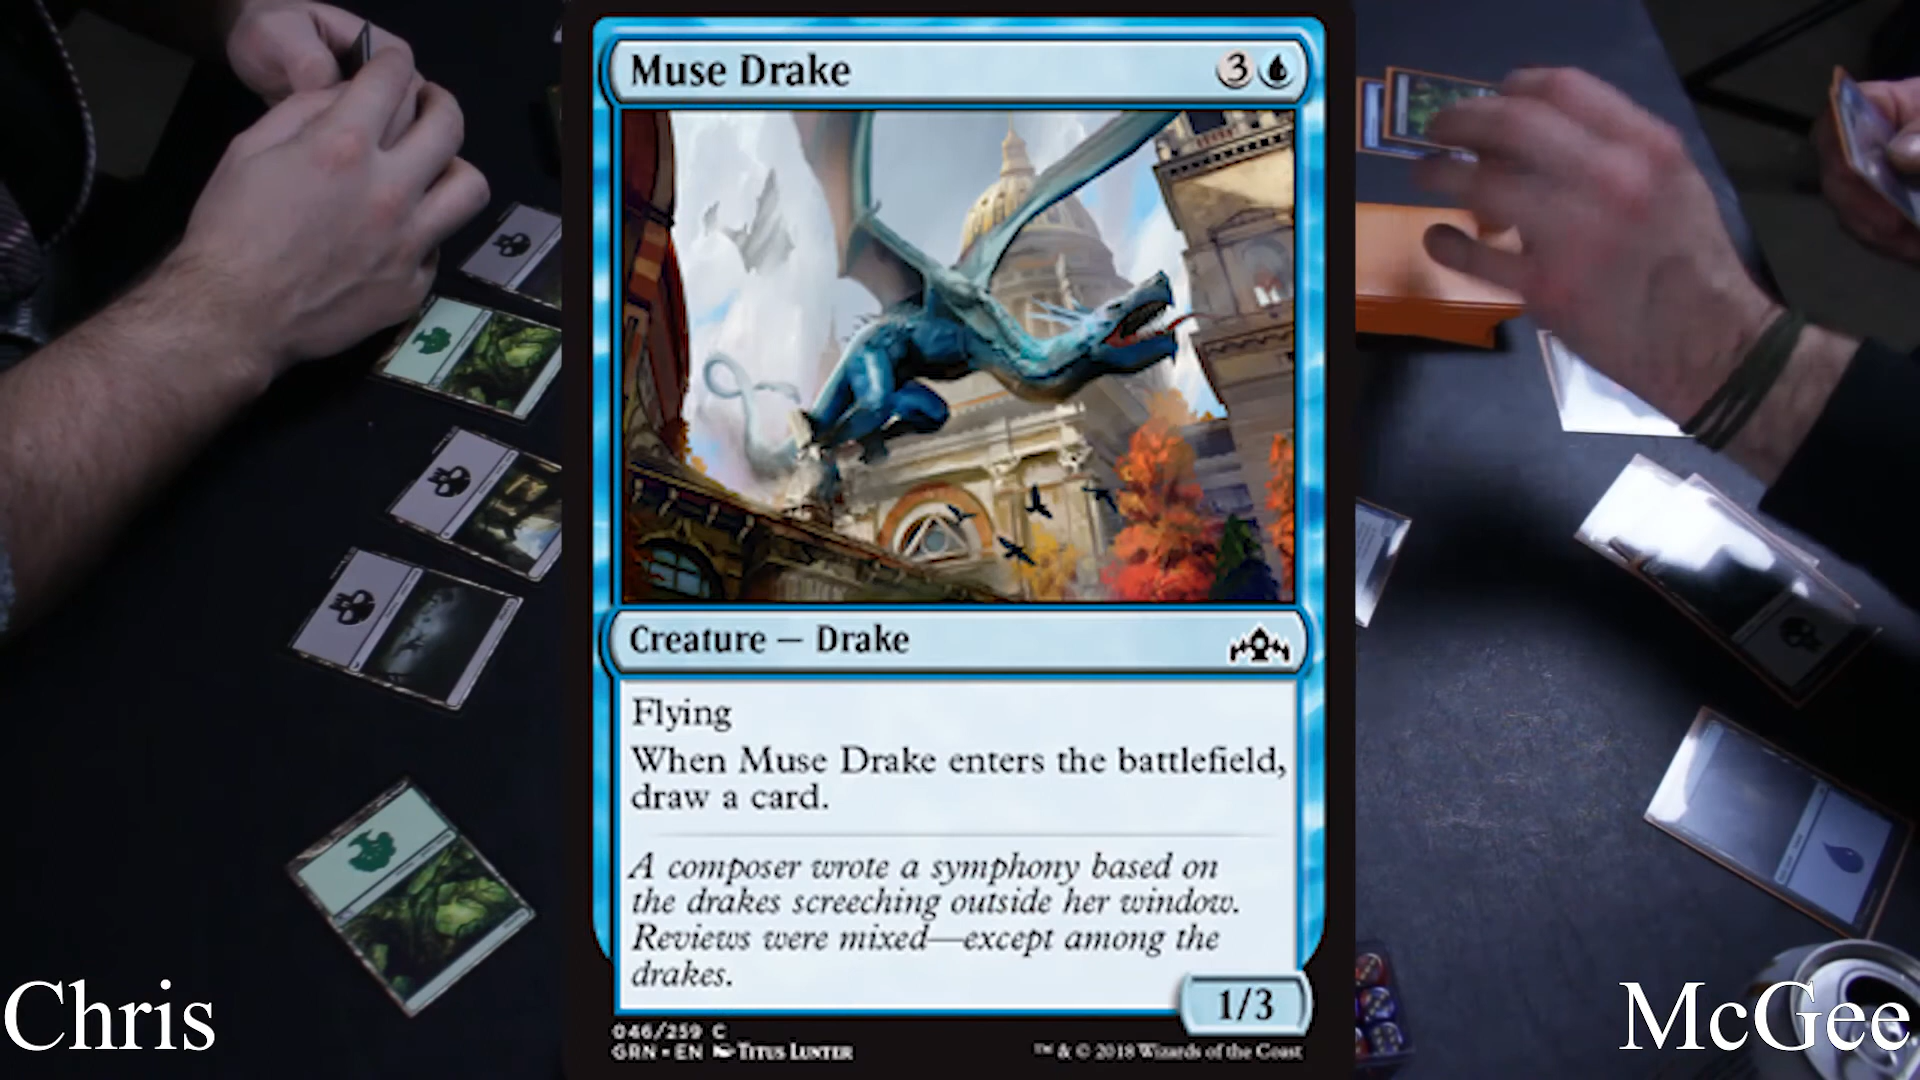 Muse Drake
3
Creature — Drake
Flying
When Muse Drake enters the battlefield,
draw a card.
A composer wrote a symphony based on
the drakes screeching outside her window.
Reviews were mixed—except among the
drakes.
1/3
046/259 C
GRN • EN Titus Lunter
™ & © 2018 Wizards of the Coast
Chris
McGee